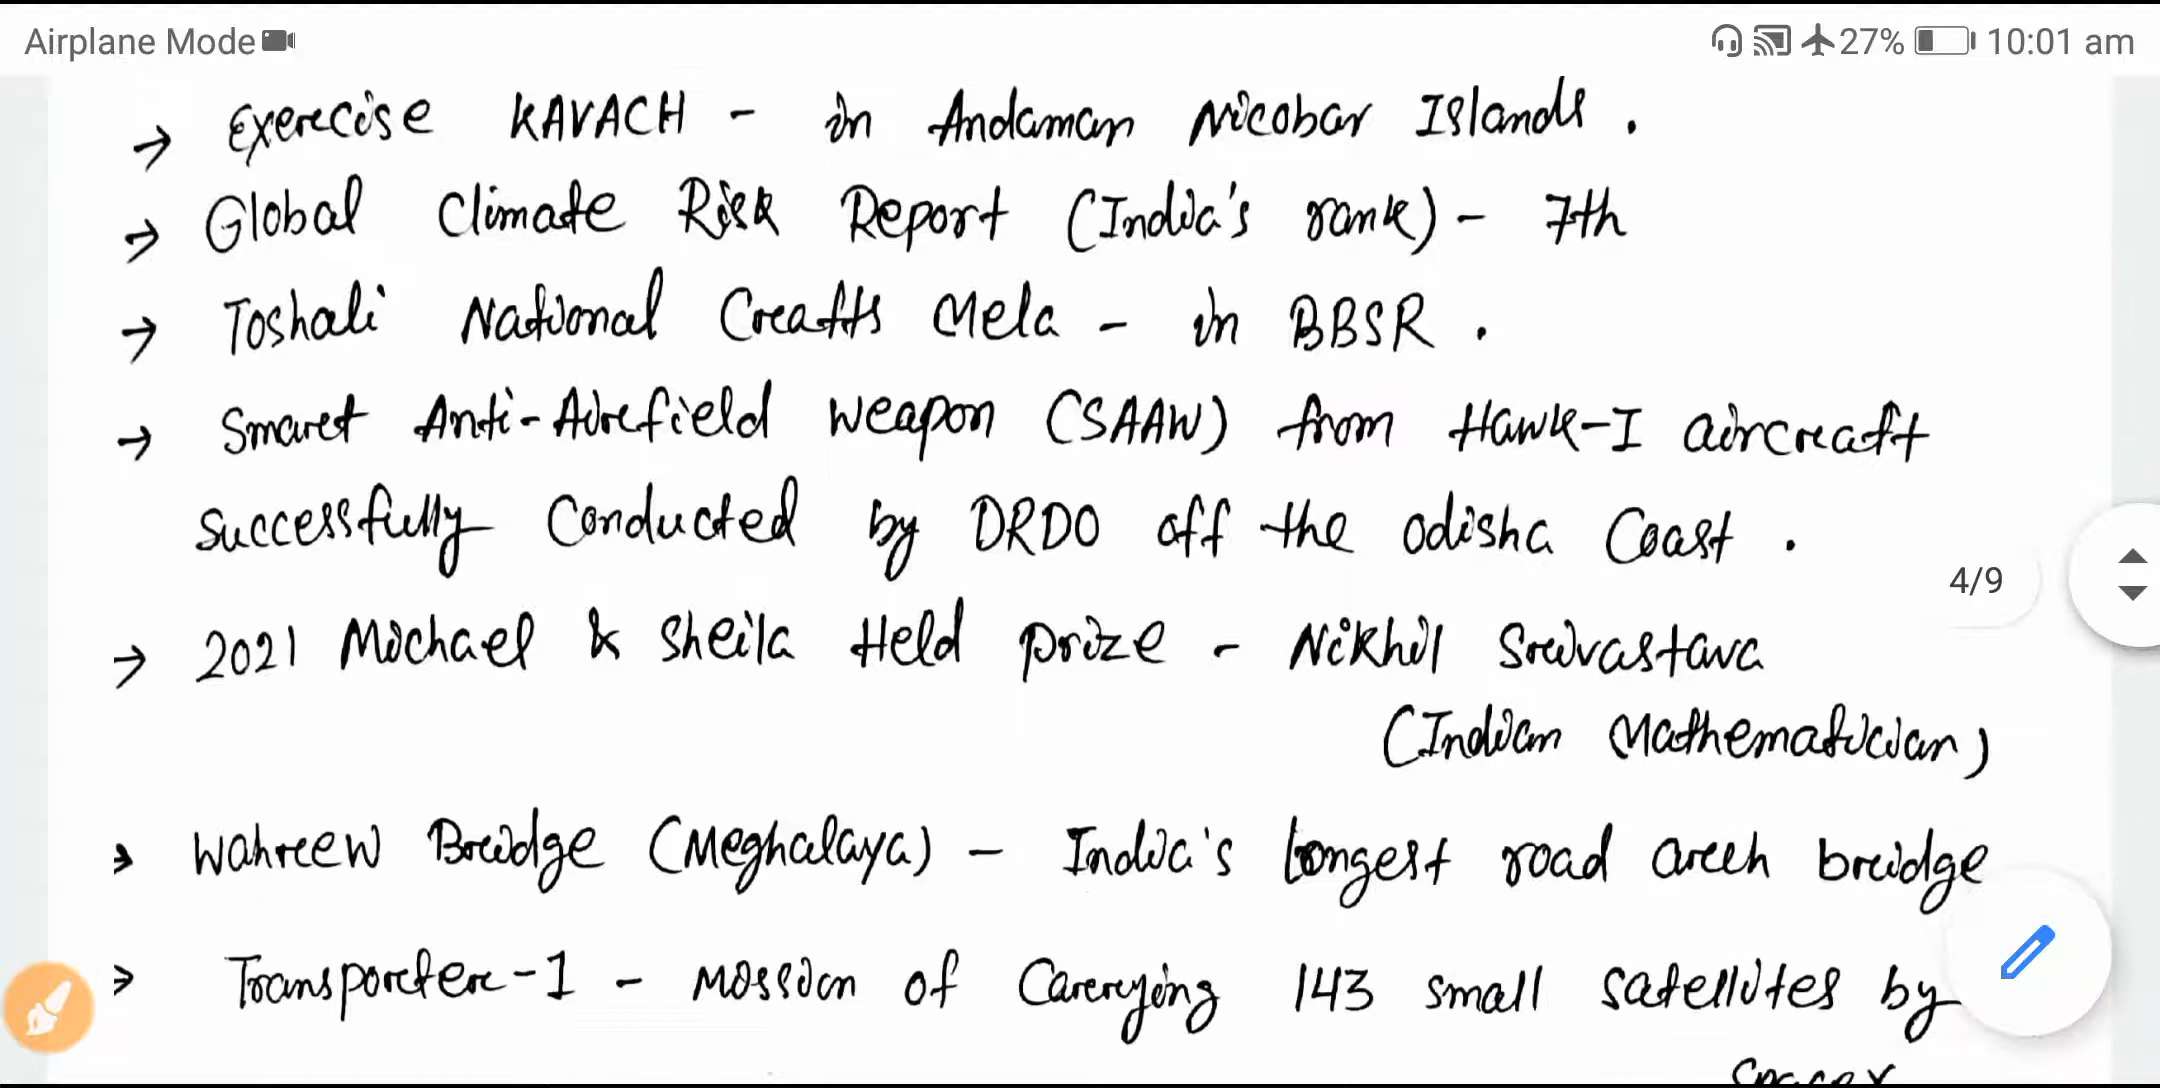 Airplane Mode 27% 10:01 am
→ Exercise KAVACH - in Andaman Nicobar Islands .
→ Global Climate Risk Report (India's rank) - 7th
→ Toshali National Crafts Mela - in BBSR .
→ Smart Anti-Airfield weapon (SAAW) from Hawk-I aircraft
successfully Conducted by DRDO off the odisha Coast .
4/9
→ 2021 Michael & Sheila Held prize - Nikhil Srivastava
(Indian Mathematician)
→ Wahrew Bridge (Meghalaya) - India's longest road arch bridge
→ Transporter-1 - Mission of Carrying 143 small satellites by